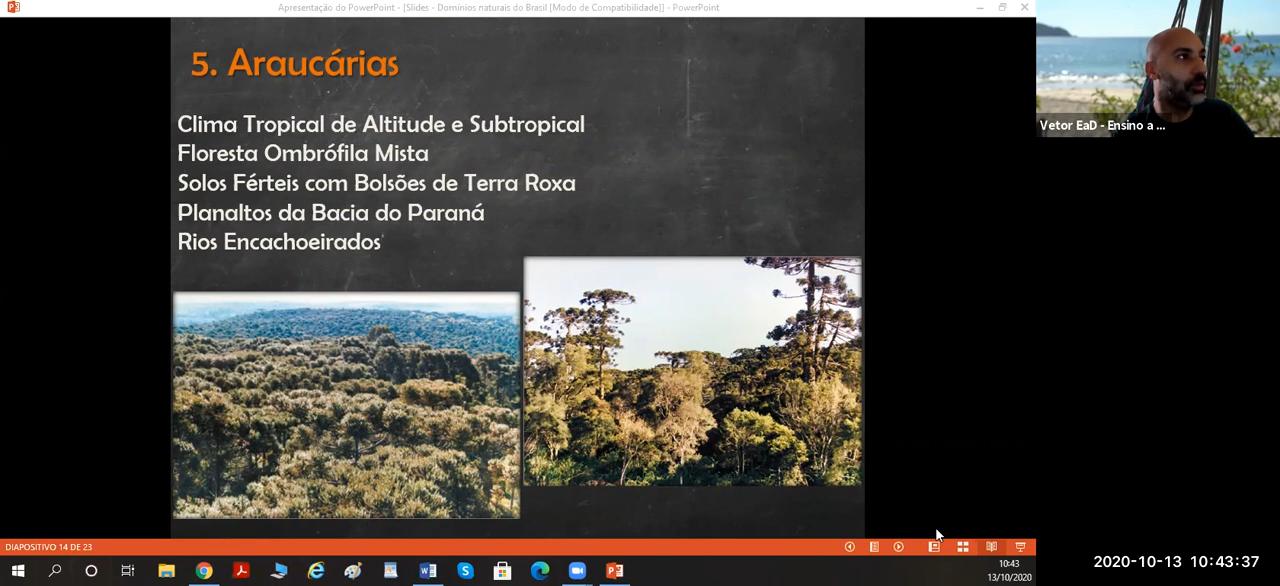 Apresentação do PowerPoint - [Slides - Domínios naturais do Brasil [Modo de Compatibilidade]] - PowerPoint
5. Araucárias
Clima Tropical de Altitude e Subtropical
Floresta Ombrófila Mista
Solos Férteis com Bolsões de Terra Roxa
Planaltos da Bacia do Paraná
Rios Encachoeirados
Vetor EaD - Ensino a ...
DIAPOSITIVO 14 DE 23
10:43
13/10/2020
2020-10-13 10:43:37